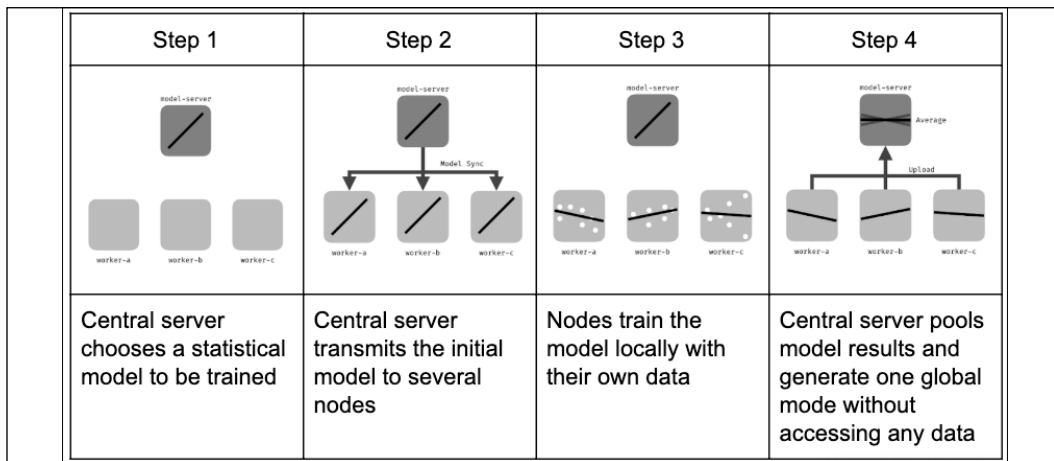 Step 1
Step 2
Step 3
Step 4
model-server
worker-a
worker-b
worker-c
model-server
Model Sync
worker-a
worker-b
worker-c
model-server
worker-a
worker-b
worker-c
model-server
Average
Upload
worker-a
worker-b
worker-c
Central server
chooses a statistical
model to be trained
Central server
transmits the initial
model to several
nodes
Nodes train the
model locally with
their own data
Central server pools
model results and
generate one global
mode without
accessing any data